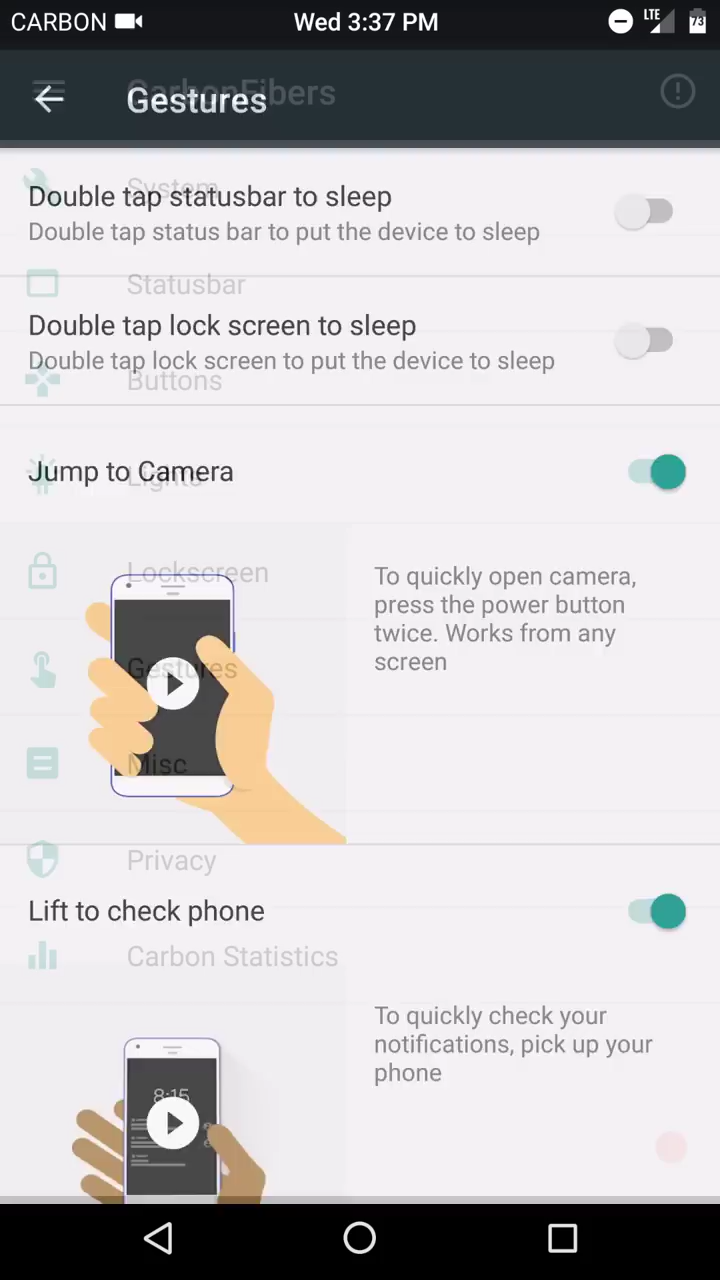 CARBON
Wed 3:37 PM
LTE
73
CarbonFibers
Gestures
System
Double tap statusbar to sleep
Double tap status bar to put the device to sleep
Statusbar
Double tap lock screen to sleep
Double tap lock screen to put the device to sleep
Buttons
Jump to Camera
Lights
Lockscreen
To quickly open camera,
press the power button
twice. Works from any
screen
Gestures
Misc
Privacy
Lift to check phone
Carbon Statistics
To quickly check your
notifications, pick up your
phone
8:15